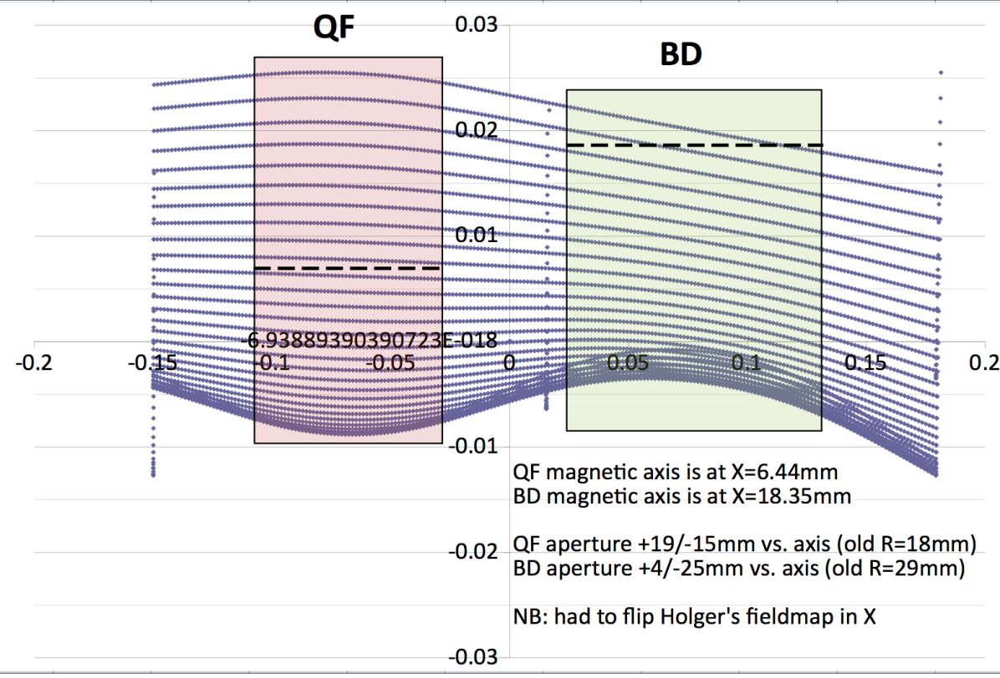 QF
0.03
BD
0.02
0.01
-6.93889390390723E-018
-0.2
-0.15
-0.1
-0.05
0
0.05
0.1
0.15
0.2
-0.01
QF magnetic axis is at X=6.44mm
BD magnetic axis is at X=18.35mm
QF aperture +19/-15mm vs. axis (old R=18mm)
-0.02
BD aperture +4/-25mm vs. axis (old R=29mm)
NB: had to flip Holger's fieldmap in X
-0.03